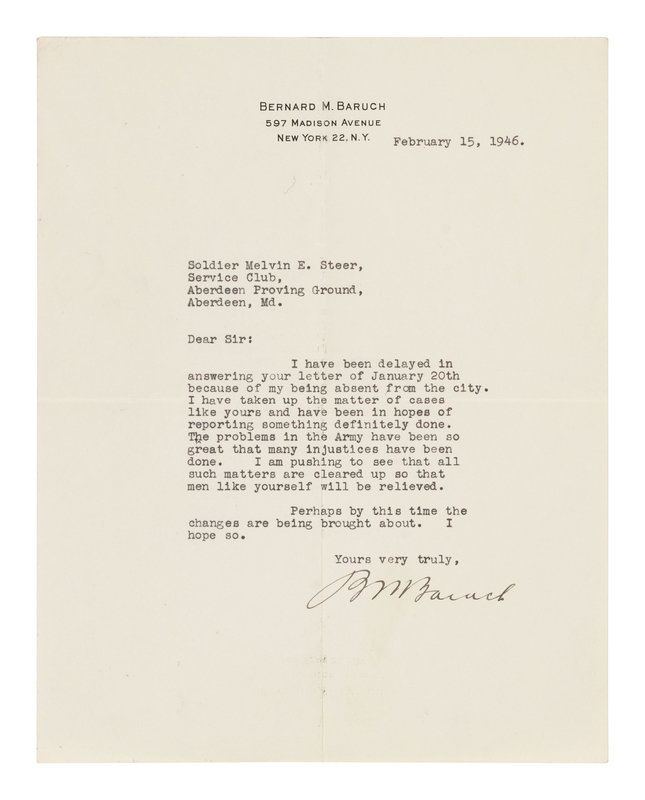 BERNARD M. BARUCH
597 MADISON AVENUE
NEW YORK 22, N.Y.
February 15, 1946.
Soldier Melvin E. Steer,
Service Club,
Aberdeen Proving Ground,
Aberdeen, Md.
Dear Sir:
I have been delayed in
answering your letter of January 20th
because of my being absent from the city.
I have taken up the matter of cases
like yours and have been in hopes of
reporting something definitely done.
The problems in the Army have been so
great that many injustices have been
done. I am pushing to see that all
such matters are cleared up so that
men like yourself will be relieved.
Perhaps by this time the
changes are being brought about. I
hope so.
Yours very truly,
B M Baruch